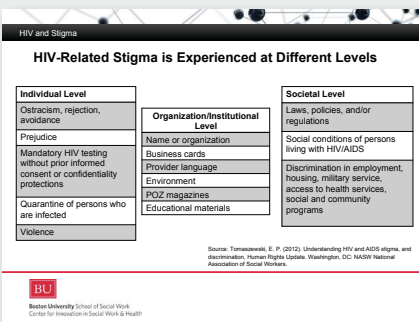 HIV and Stigma
HIV-Related Stigma is Experienced at Different Levels
Individual Level
Ostracism, rejection,
avoidance
Prejudice
Mandatory HIV testing
without prior informed
consent or confidentiality
protections
Quarantine of persons who
are infected
Violence
Organization/Institutional
Level
Name or organization
Business cards
Provider language
Environment
POZ magazines
Educational materials
Societal Level
Laws, policies, and/or
regulations
Social conditions of persons
living with HIV/AIDS
Discrimination in employment,
housing, military service,
access to health services,
social and community
programs
Source: Tomaszewski, E. P. (2012). Understanding HIV and AIDS stigma, and
discrimination, Human Rights Update. Washington, DC: NASW National
Association of Social Workers.
BU
Boston University School of Social Work
Center for Innovation in Social Work & Health